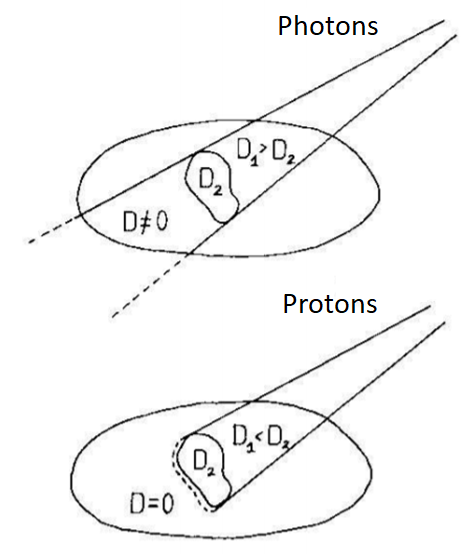 Photons
D₁>D₂
D₂
D≠0
Protons
D₁<D₂
D₂
D=0